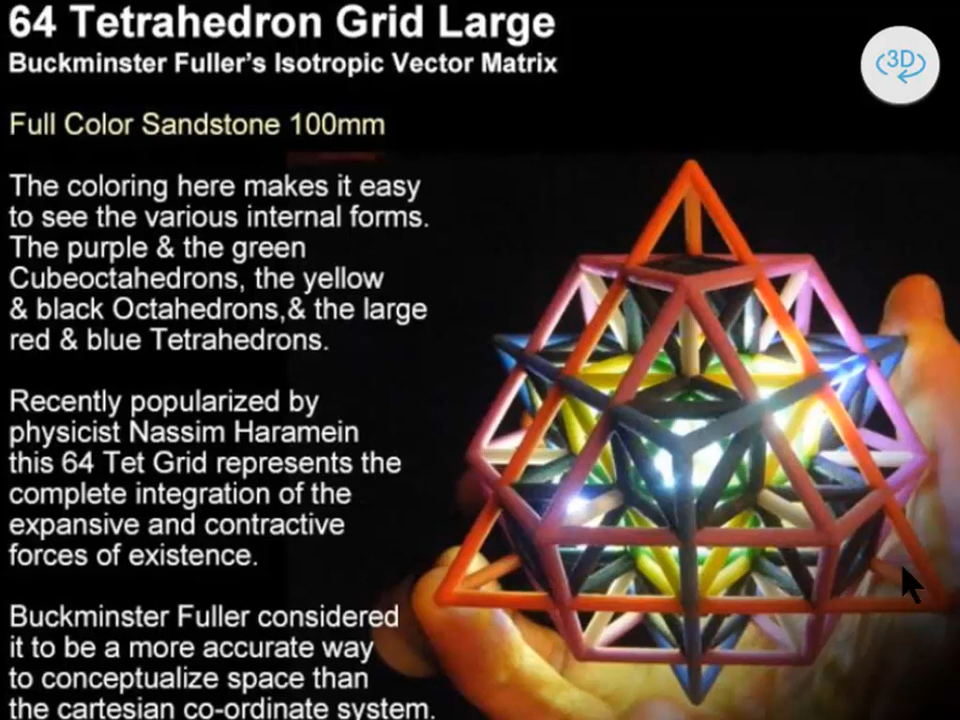 64 Tetrahedron Grid Large
Buckminster Fuller's Isotropic Vector Matrix
3D
Full Color Sandstone 100mm
The coloring here makes it easy
to see the various internal forms.
The purple & the green
Cubeoctahedrons, the yellow
& black Octahedrons,& the large
red & blue Tetrahedrons.
Recently popularized by
physicist Nassim Haramein
this 64 Tet Grid represents the
complete integration of the
expansive and contractive
forces of existence.
Buckminster Fuller considered
it to be a more accurate way
to conceptualize space than
the cartesian co-ordinate system.